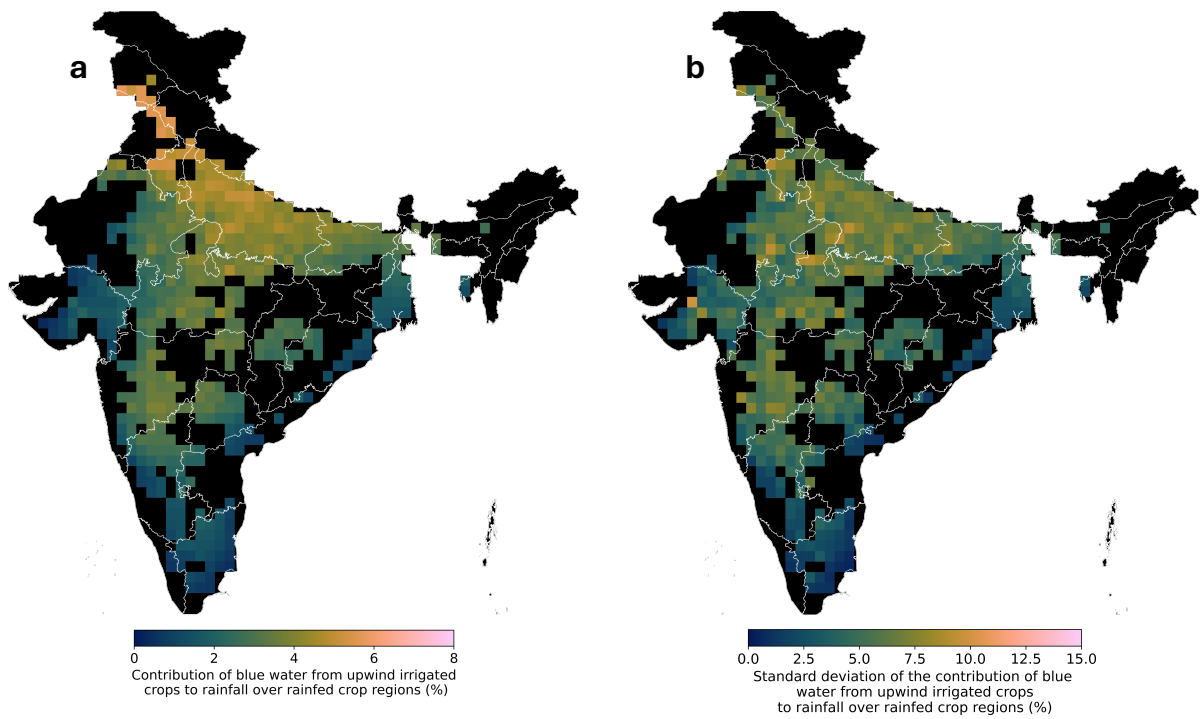 a
b
0 2 4 6 8
Contribution of blue water from upwind irrigated
crops to rainfall over rainfed crop regions (%)
0.0 2.5 5.0 7.5 10.0 12.5 15.0
Standard deviation of the contribution of blue
water from upwind irrigated crops
to rainfall over rainfed crop regions (%)